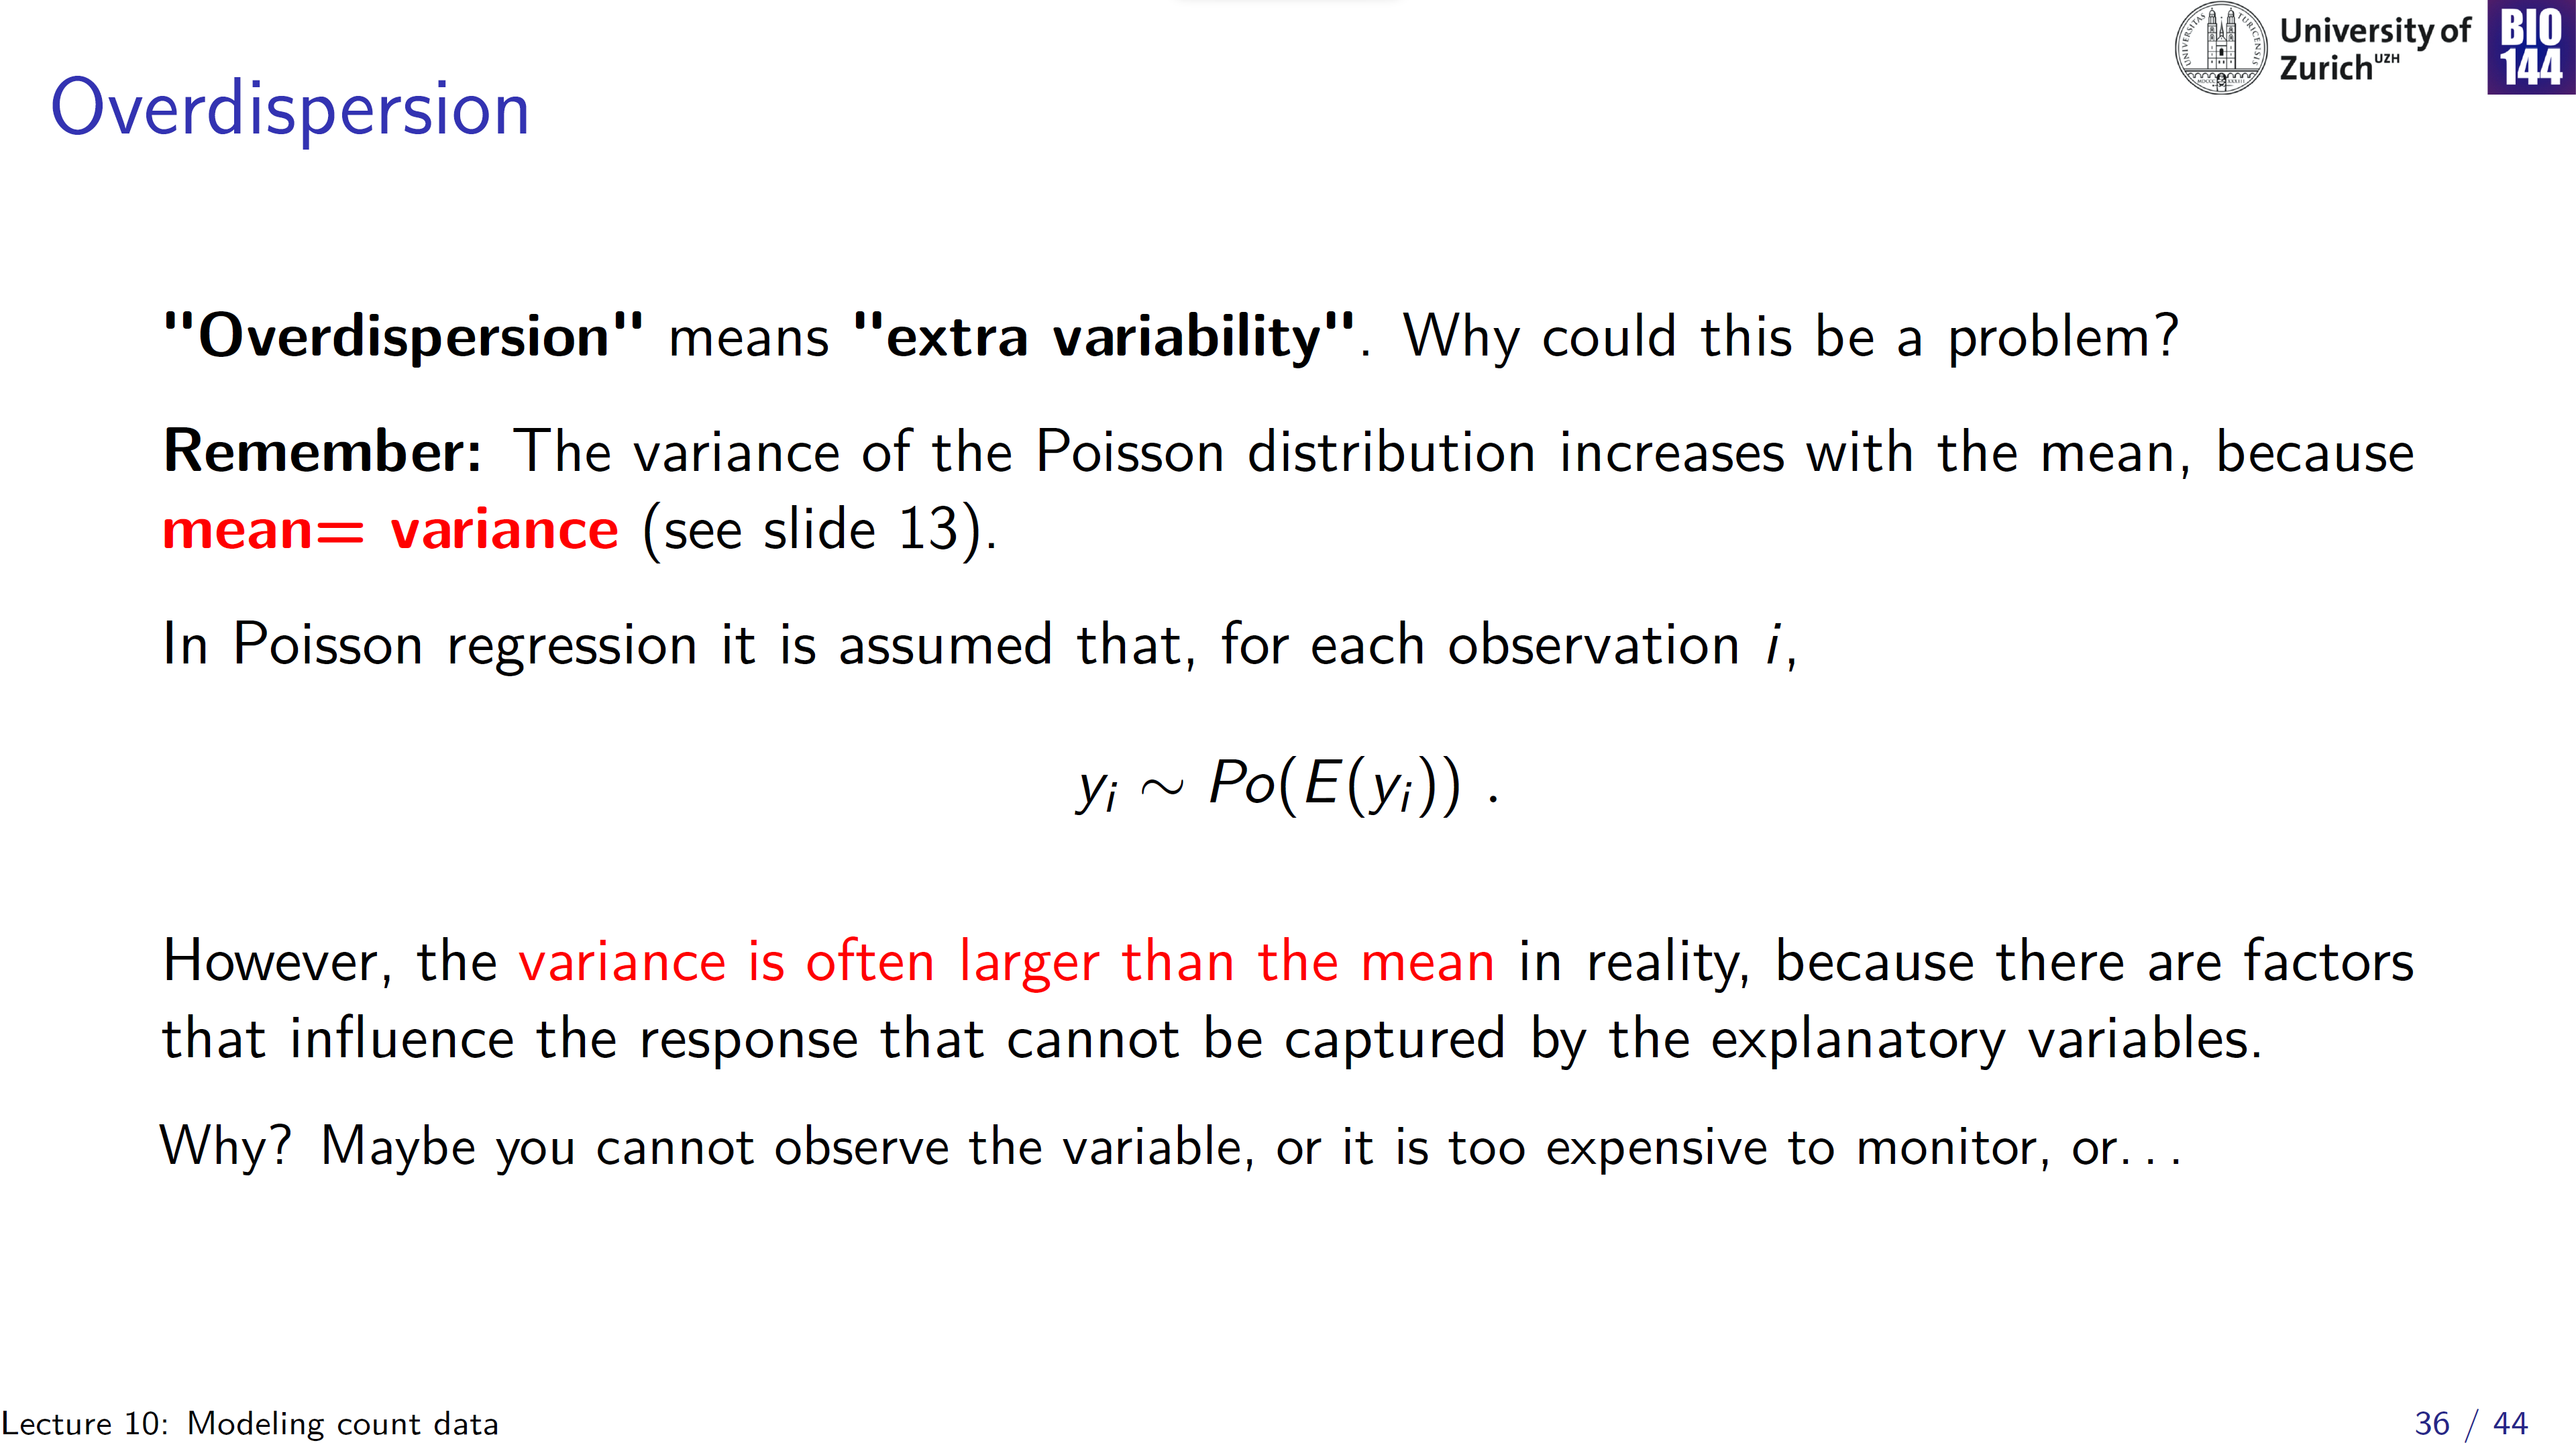 University of
Zurich UZH
BIO
144
Overdispersion
"Overdispersion" means "extra variability". Why could this be a problem?
Remember: The variance of the Poisson distribution increases with the mean, because
mean= variance (see slide 13).
In Poisson regression it is assumed that, for each observation i,
yᵢ ∼ Po(E(yᵢ)) .
However, the variance is often larger than the mean in reality, because there are factors
that influence the response that cannot be captured by the explanatory variables.
Why? Maybe you cannot observe the variable, or it is too expensive to monitor, or. . .
Lecture 10: Modeling count data
36 / 44